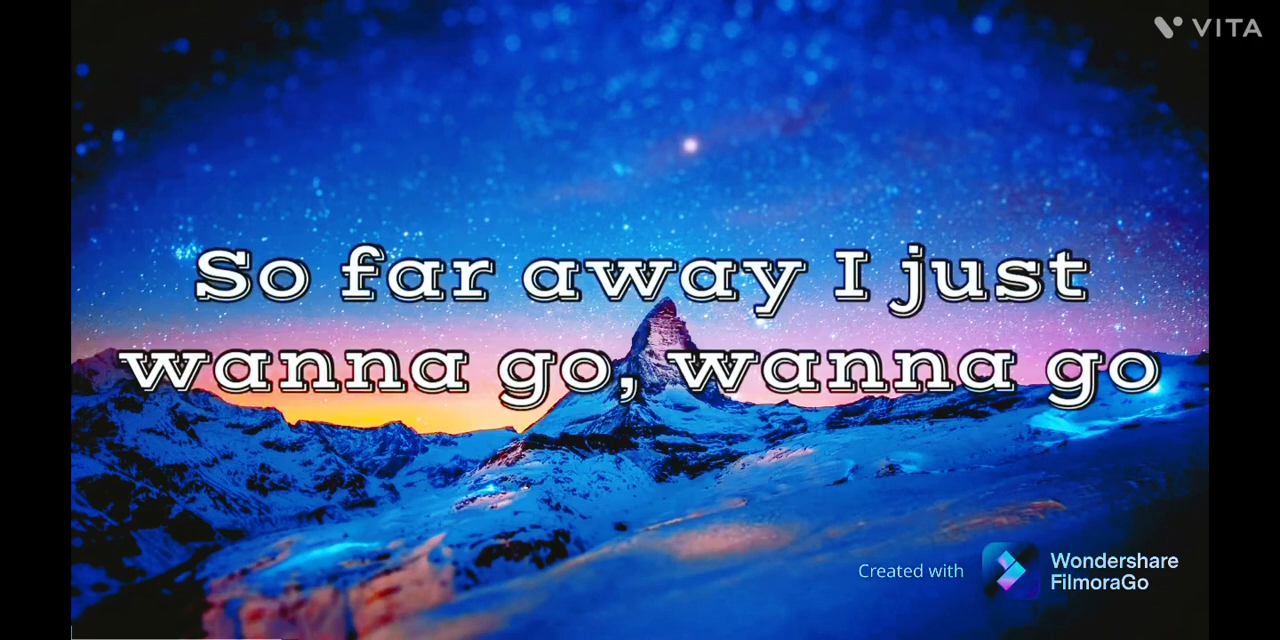 VITA
So far away I just
wanna go, wanna go
Created with
Wondershare
FilmoraGo